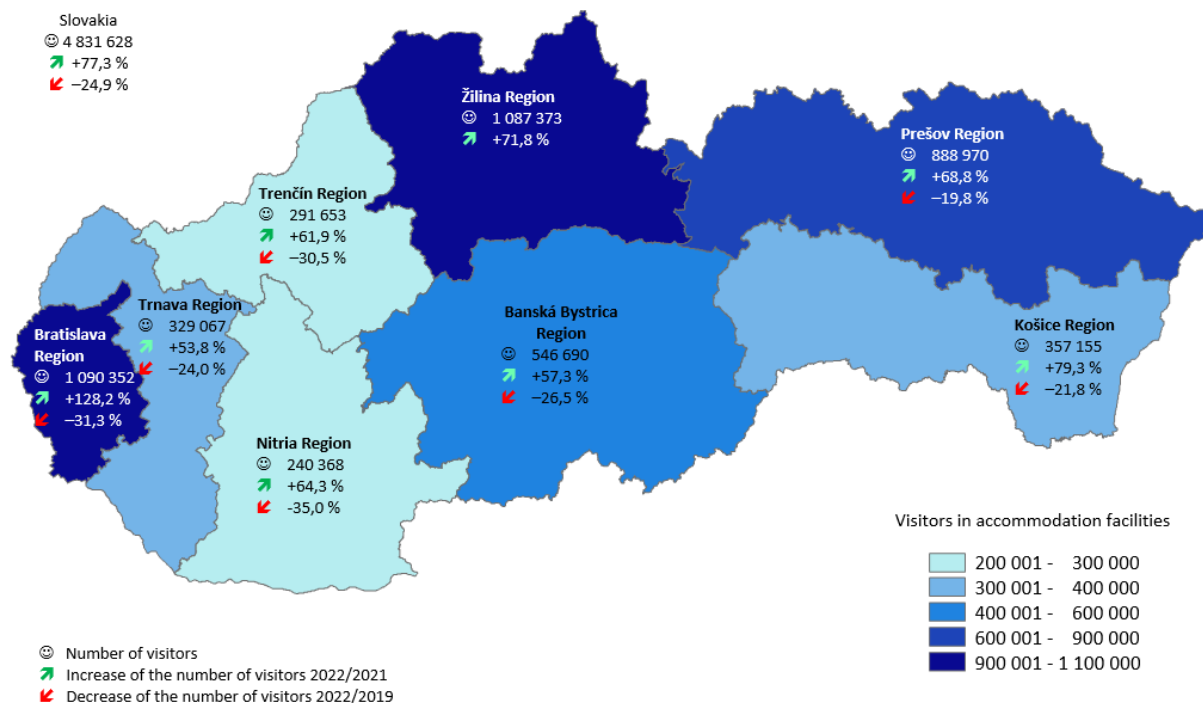 Slovakia
☺ 4 831 628
+77,3 %
–24,9 %
Žilina Region
☺ 1 087 373
+71,8 %
Prešov Region
☺ 888 970
+68,8 %
–19,8 %
Trenčín Region
☺ 291 653
+61,9 %
–30,5 %
Trnava Region
☺ 329 067
+53,8 %
–24,0 %
Bratislava
Region
☺ 1 090 352
+128,2 %
–31,3 %
Banská Bystrica
Region
☺ 546 690
+57,3 %
–26,5 %
Košice Region
☺ 357 155
+79,3 %
–21,8 %
Nitria Region
☺ 240 368
+64,3 %
-35,0 %
Visitors in accommodation facilities
200 001 - 300 000
300 001 - 400 000
400 001 - 600 000
600 001 - 900 000
900 001 - 1 100 000
☺ Number of visitors
Increase of the number of visitors 2022/2021
Decrease of the number of visitors 2022/2019